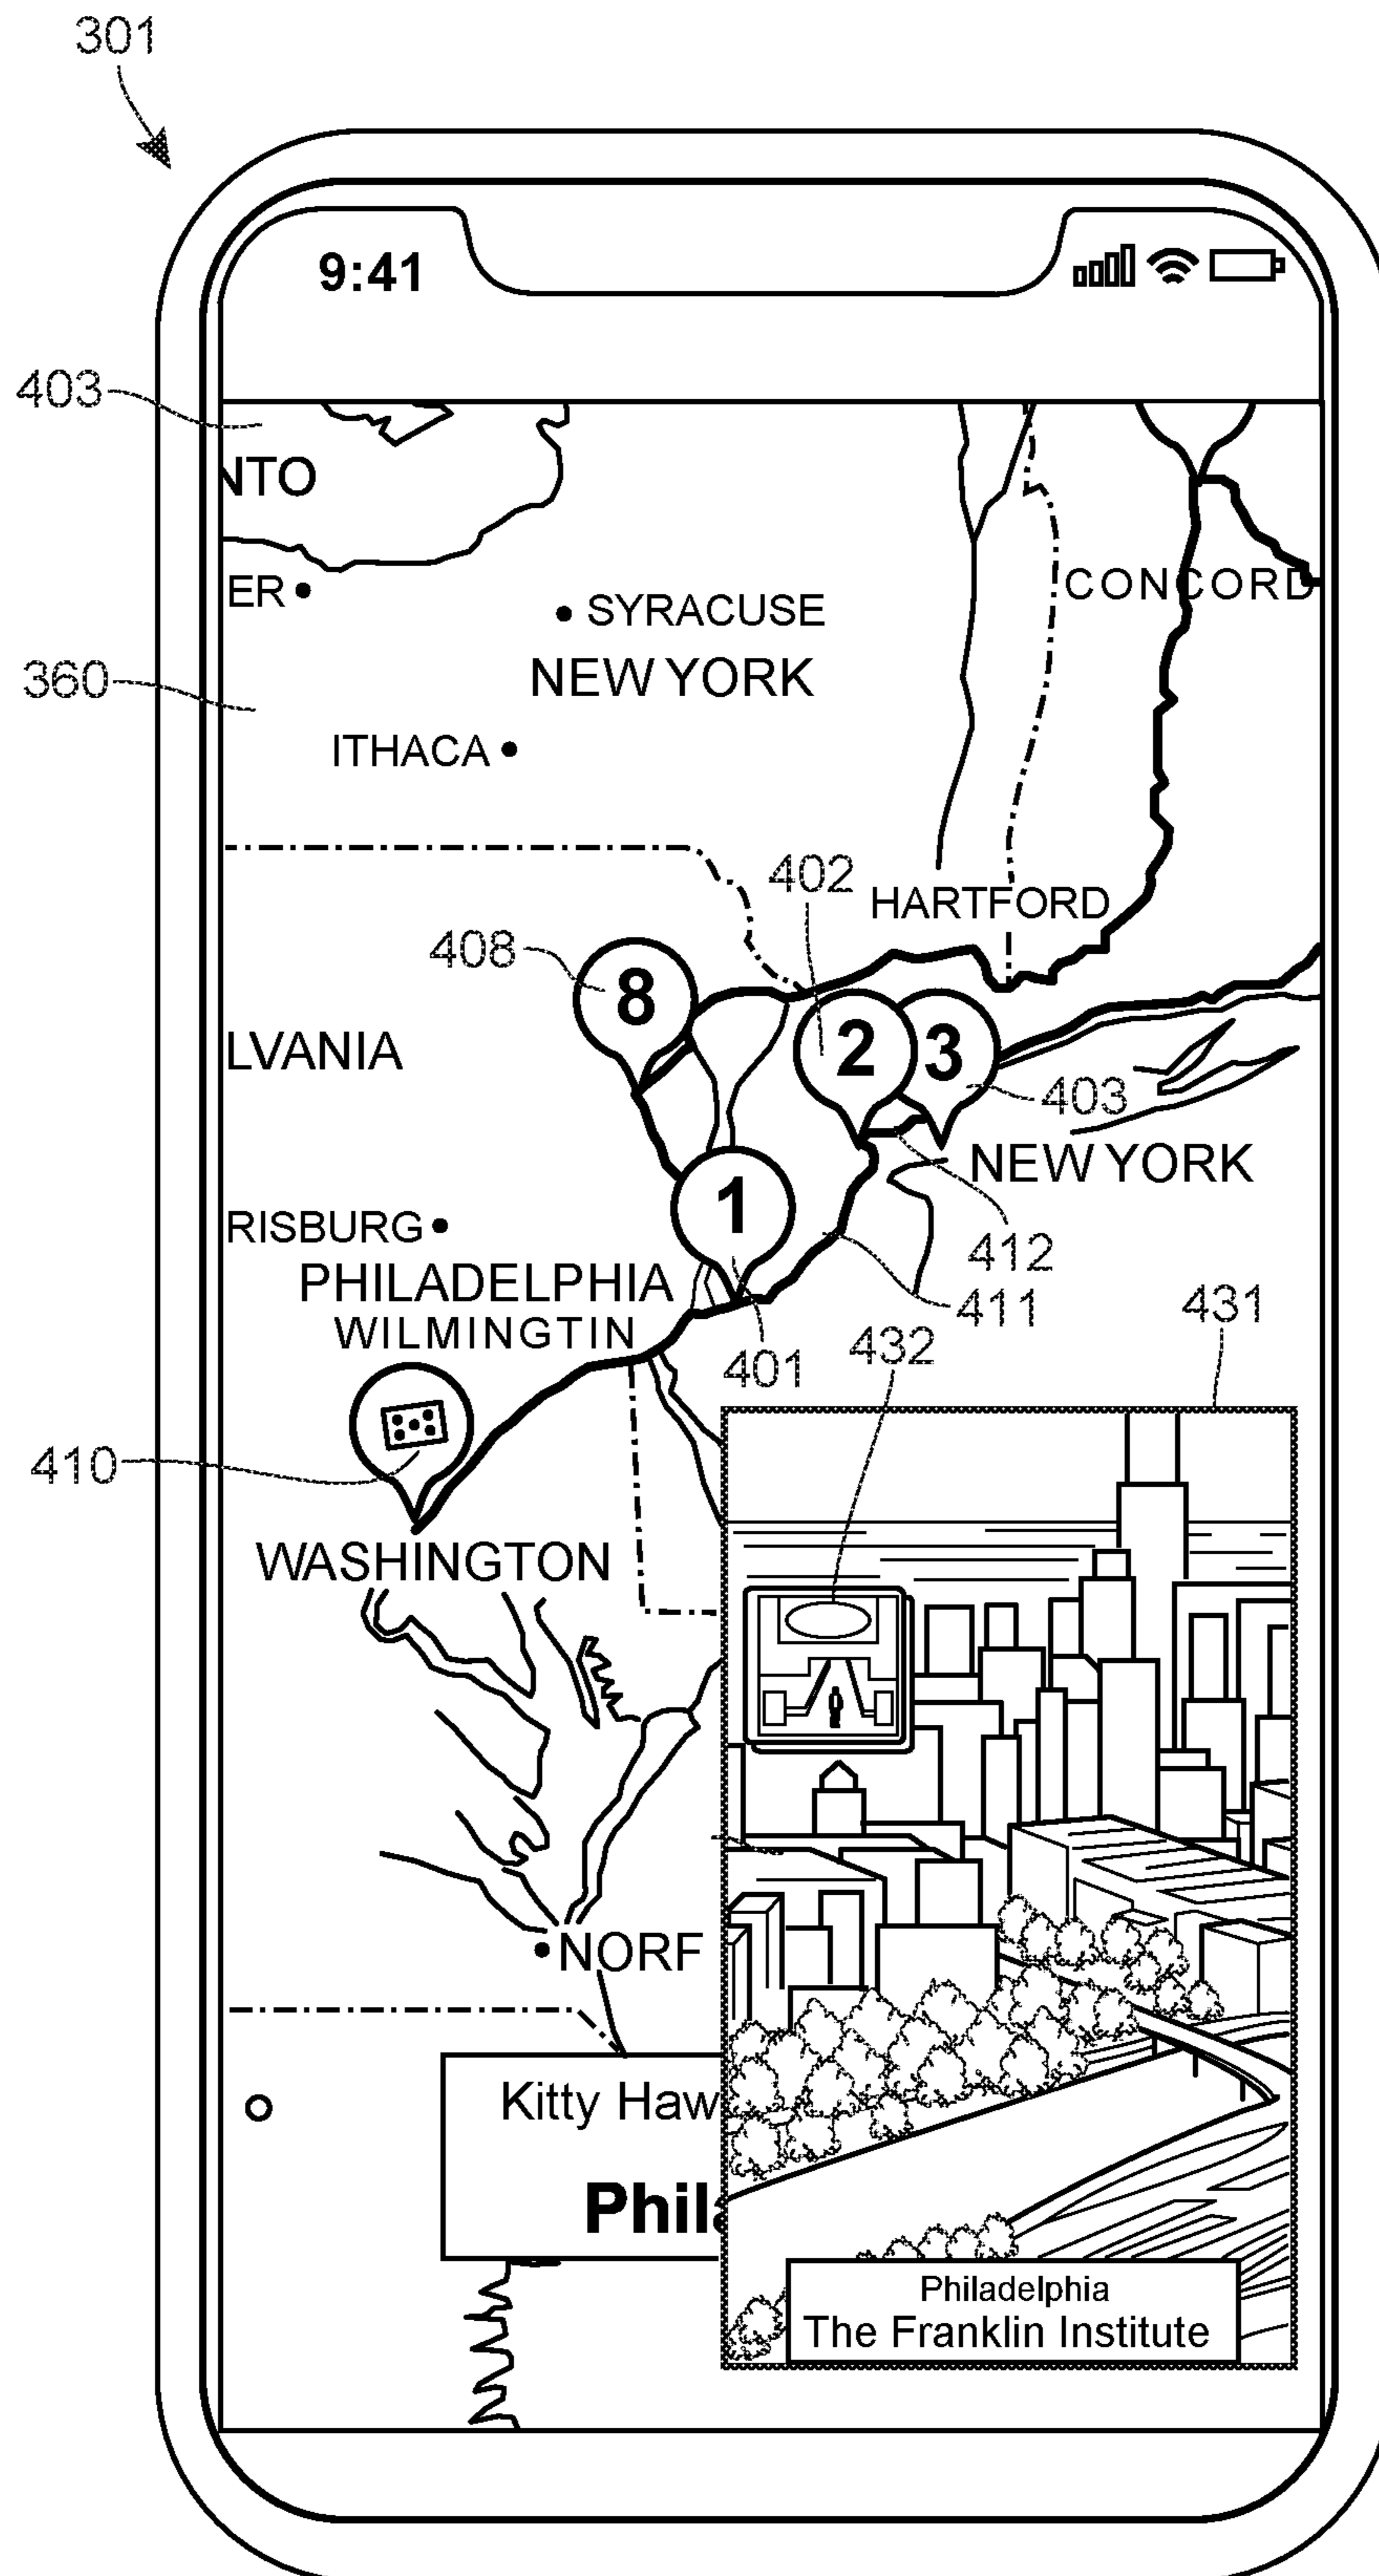 301
9:41
403
NTO
ER
SYRACUSE
CONCORD
NEW YORK
360
ITHACA
402
HARTFORD
408
8
2
3
LVANIA
403
NEW YORK
1
RISBURG
412
PHILADELPHIA
411
431
WILMINGTIN
401
432
410
WASHINGTON
NORF
Kitty Haw
Phila
Philadelphia
The Franklin Institute